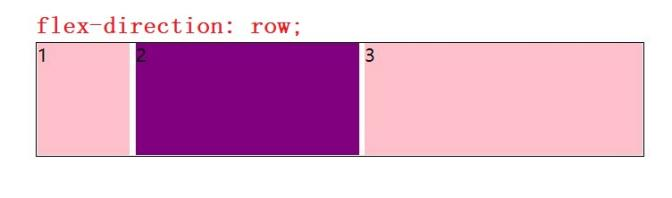 flex-direction: row;
1 2 3